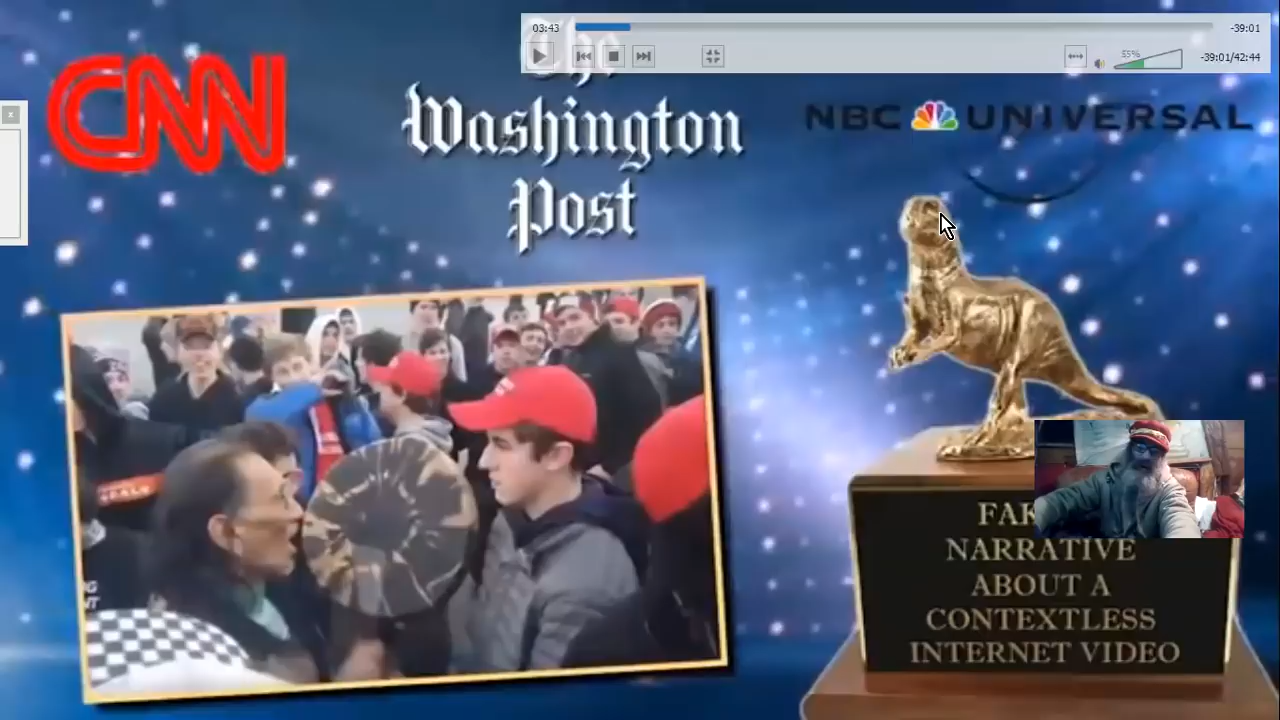 03:43
-39:01
55%
-39:01/42:44
CNN
The
Washington
Post
NBC UNIVERSAL
FAK
NARRATIVE
ABOUT A
CONTEXTLESS
INTERNET VIDEO